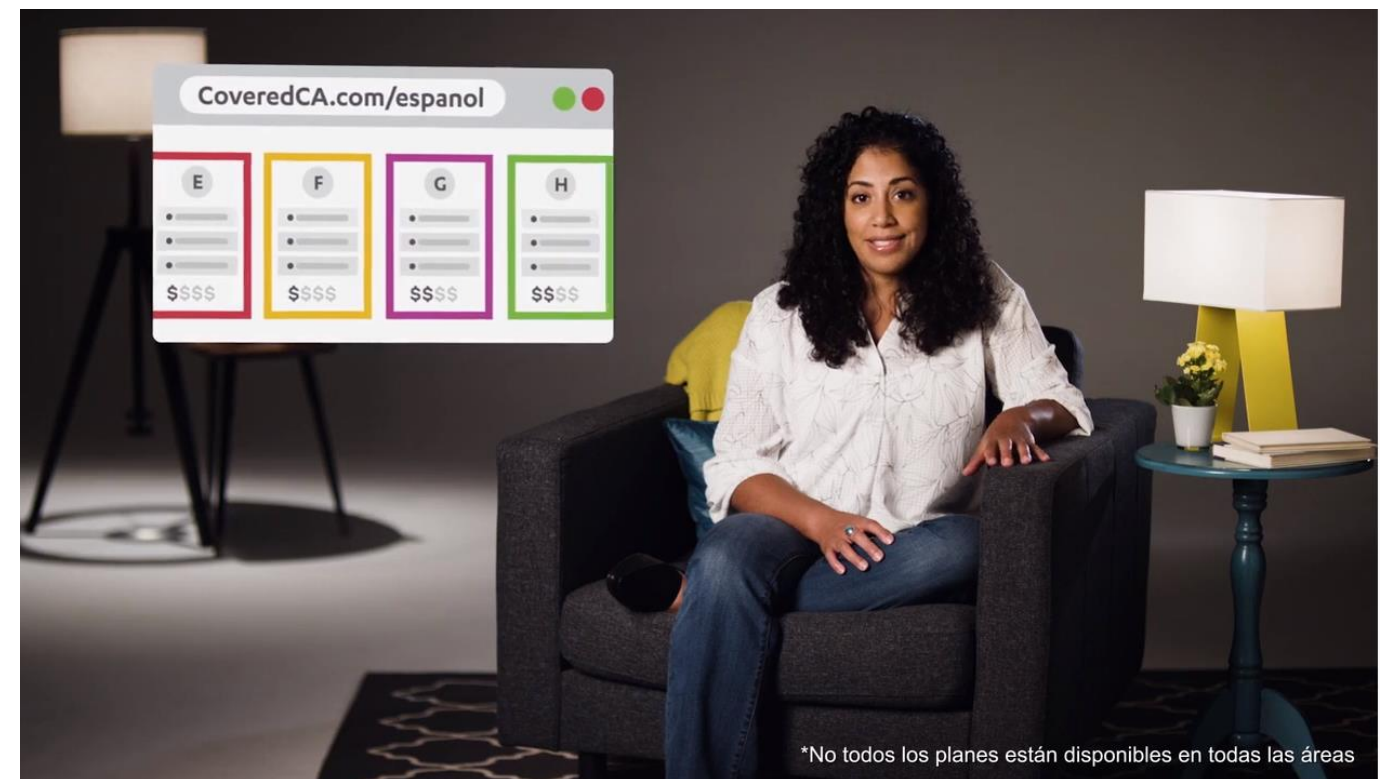 CoveredCA.com/espanol
E F G H
$$$$ $$$$ $$$$ $$$$
*No todos los planes están disponibles en todas las áreas